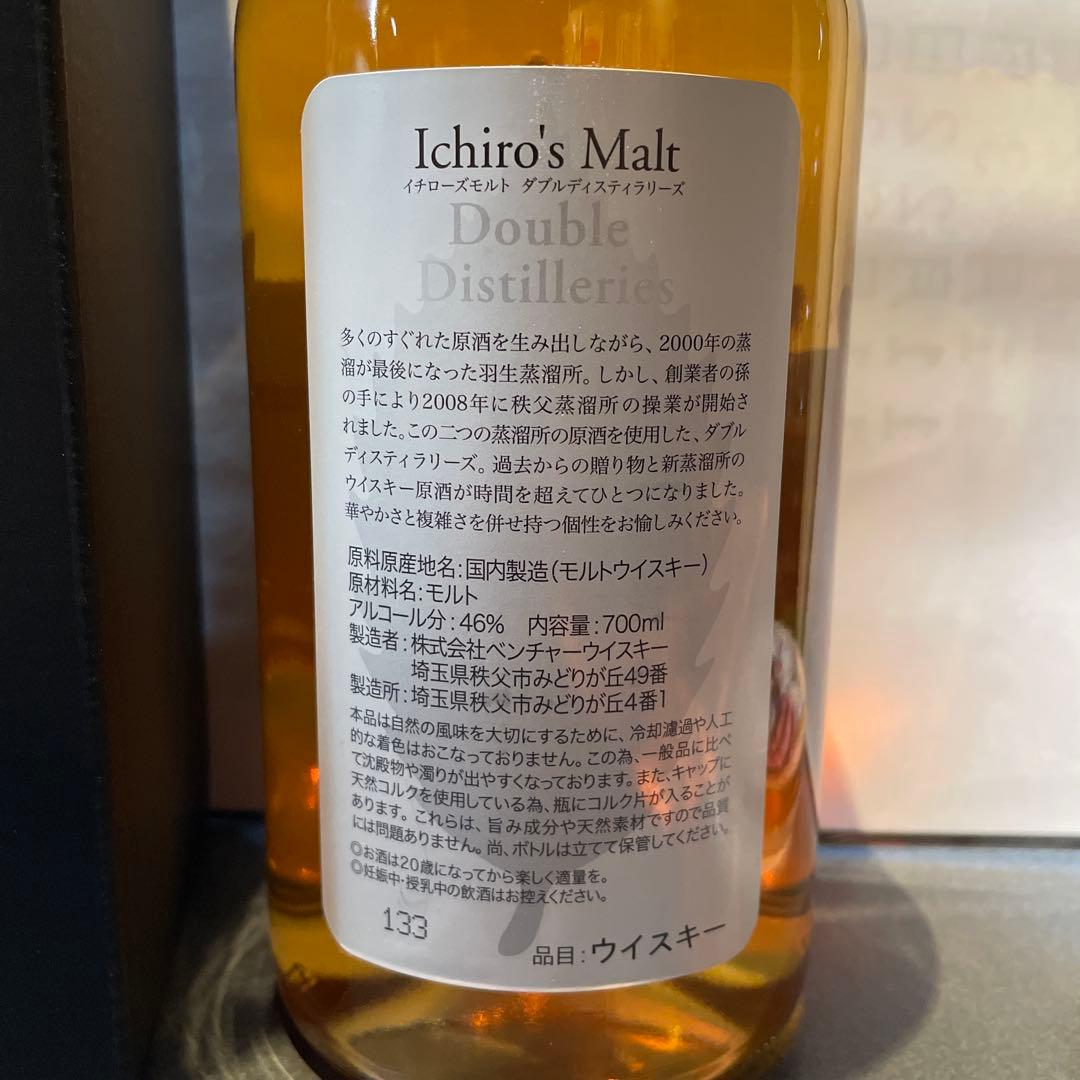 Ichiro's Malt
イチローズモルト ダブルディスティラリーズ
Double
Distilleries
多くのすぐれた原酒を生み出しながら、2000年の蒸
溜が最後になった羽生蒸溜所。しかし、創業者の孫
の手により2008年に秩父蒸溜所の操業が開始さ
れました。この二つの蒸溜所の原酒を使用した、ダブル
ディスティラリーズ。過去からの贈り物と新蒸溜所の
ウイスキー原酒が時間を超えてひとつになりました。
華やかさと複雑さを併せ持つ個性をお愉しみください。
原料原産地名:国内製造(モルトウイスキー)
原材料名:モルト
アルコール分:46% 内容量:700ml
製造者:株式会社ベンチャーウイスキー
埼玉県秩父市みどりが丘49番
製造所:埼玉県秩父市みどりが丘4番1
本品は自然の風味を大切にするために、冷却濾過や人工
的な着色はおこなっておりません。この為、一般品に比べ
て沈殿物や濁りが出やすくなっております。また、キャップに
天然コルクを使用している為、瓶にコルク片が入ることが
あります。これらは、旨み成分や天然素材ですので品質
には問題ありません。尚、ボトルは立てて保管してください。
◎お酒は20歳になってから楽しく適量を。
◎妊娠中・授乳中の飲酒はお控えください。
133
品目:ウイスキー